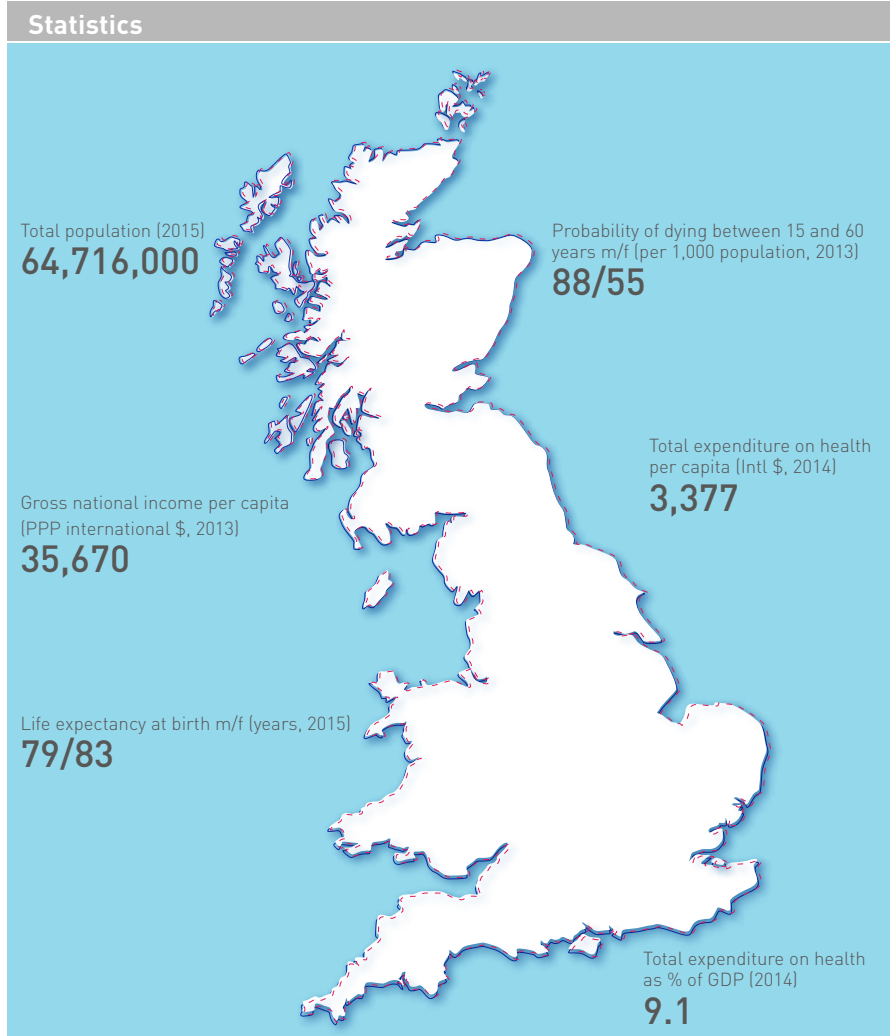 Statistics
Total population (2015)
64,716,000
Probability of dying between 15 and 60
years m/f (per 1,000 population, 2013)
88/55
Total expenditure on health
per capita (Intl $, 2014)
3,377
Gross national income per capita
(PPP international $, 2013)
35,670
Life expectancy at birth m/f (years, 2015)
79/83
Total expenditure on health
as % of GDP (2014)
9.1